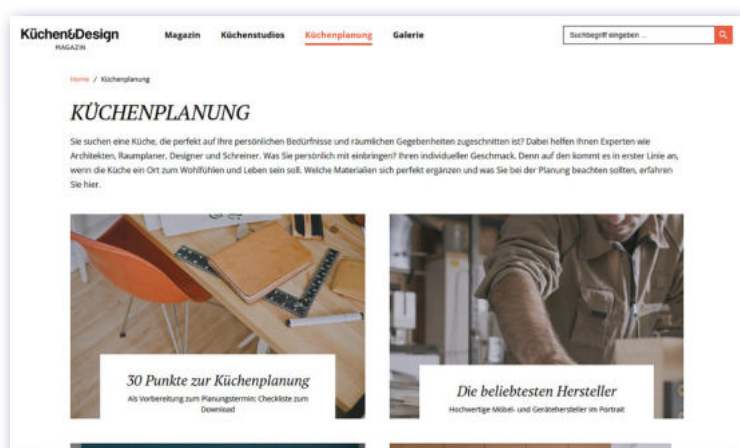 Küchen&Design
MAGAZIN
Magazin Küchenstudios Küchenplanung Galerie
Suchbegriff eingeben ...
Home / Küchenplanung
KÜCHENPLANUNG
Sie suchen eine Küche, die perfekt auf Ihre persönlichen Bedürfnisse und räumlichen Gegebenheiten zugeschnitten ist? Dabei helfen Ihnen Experten wie
Architekten, Raumplaner, Designer und Schreiner. Was Sie persönlich mit einbringen? Ihren individuellen Geschmack. Denn auf den kommt es in erster Linie an,
wenn die Küche ein Ort zum Wohlfühlen und Leben sein soll. Welche Materialien sich perfekt ergänzen und was Sie bei der Planung beachten sollten, erfahren
Sie hier.
30 Punkte zur Küchenplanung
Als Vorbereitung zum Planungstermin: Checkliste zum
Download
Die beliebtesten Hersteller
Hochwertige Möbel- und Gerätehersteller im Portrait